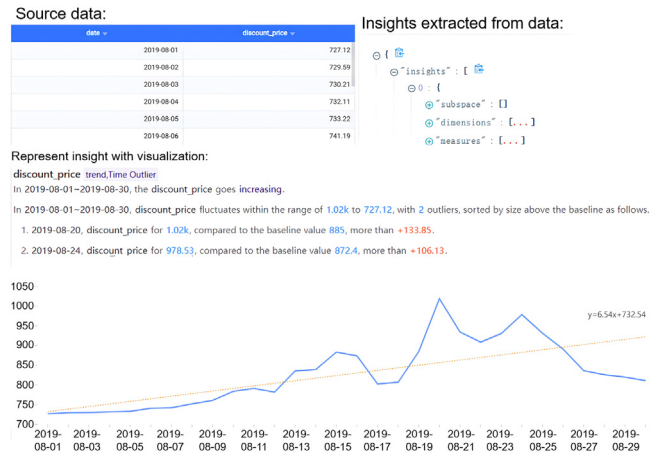 Source data:
Insights extracted from data:
date discount_price
2019-08-01 727.12
2019-08-02 729.59
2019-08-03 730.21
2019-08-04 732.11
2019-08-05 733.22
2019-08-06 741.19
{
"insights" : [
0 : {
"subspace" : []
"dimensions" : [...]
"measures" : [...]
Represent insight with visualization:
discount_price trend,Time Outlier
In 2019-08-01~2019-08-30, the discount_price goes increasing.
In 2019-08-01~2019-08-30, discount_price fluctuates within the range of 1.02k to 727.12, with 2 outliers, sorted by size above the baseline as follows.
1. 2019-08-20, discount_price for 1.02k, compared to the baseline value 885, more than +133.85.
2. 2019-08-24, discount_price for 978.53, compared to the baseline value 872.4, more than +106.13.
1050
1000
950
900
850
800
750
700
y=6.54x+732.54
2019-08-01 2019-08-03 2019-08-05 2019-08-07 2019-08-09 2019-08-11 2019-08-13 2019-08-15 2019-08-17 2019-08-19 2019-08-21 2019-08-23 2019-08-25 2019-08-27 2019-08-29